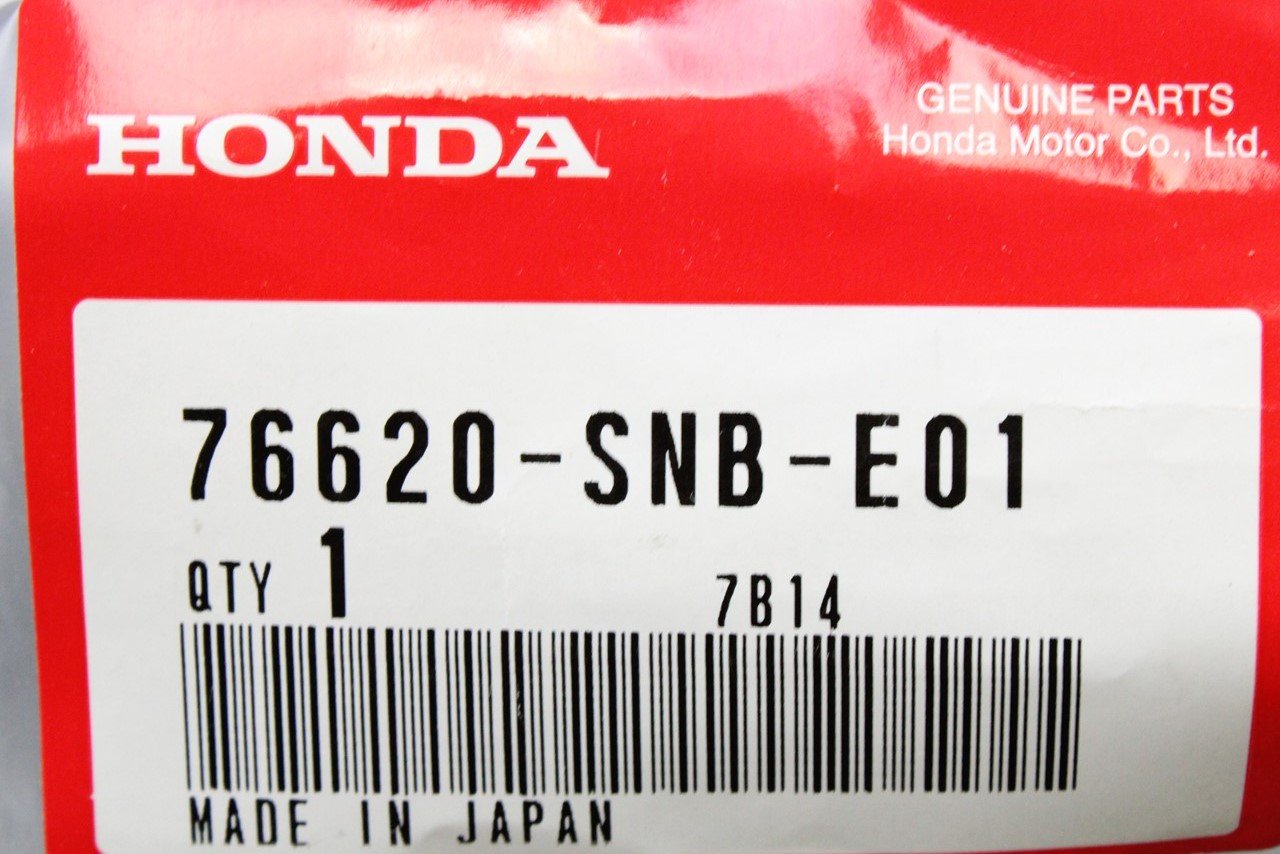 HONDA
GENUINE PARTS
Honda Motor Co., Ltd.
76620-SNB-E01
QTY 1
7B14
MADE IN JAPAN